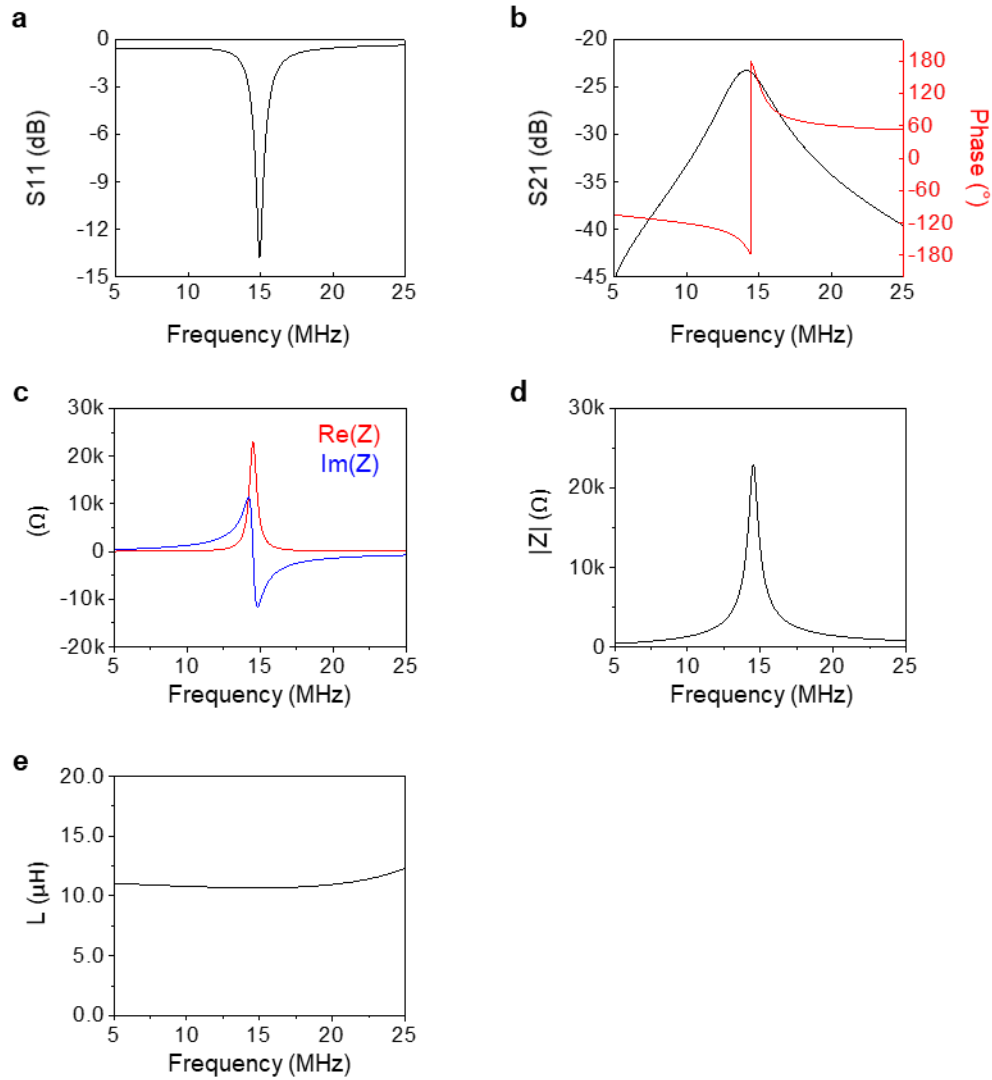 a
0
-3
-6
-9
-12
-15
S11 (dB)
5 10 15 20 25
Frequency (MHz)
b
-20
-25
-30
-35
-40
-45
S21 (dB)
180
120
60
0
-60
-120
-180
Phase (°)
5 10 15 20 25
Frequency (MHz)
c
30k
20k
10k
0
-10k
-20k
(Ω)
Re(Z)
Im(Z)
5 10 15 20 25
Frequency (MHz)
d
30k
20k
10k
0
|Z| (Ω)
5 10 15 20 25
Frequency (MHz)
e
20.0
15.0
10.0
5.0
0.0
L (μH)
5 10 15 20 25
Frequency (MHz)